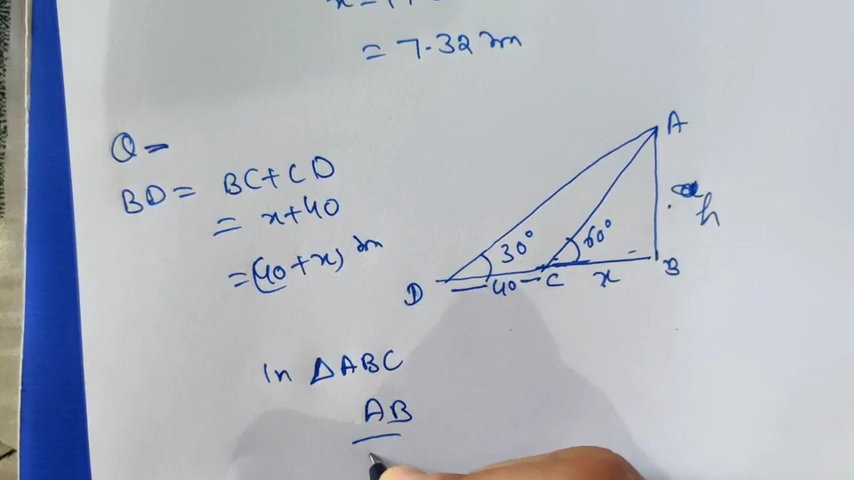 = 7.32 m
Q =
BD = BC + CD
= x + 40
= (40 + x) m
A
h
30°
60°
D
40
C
x
B
In △ABC
AB